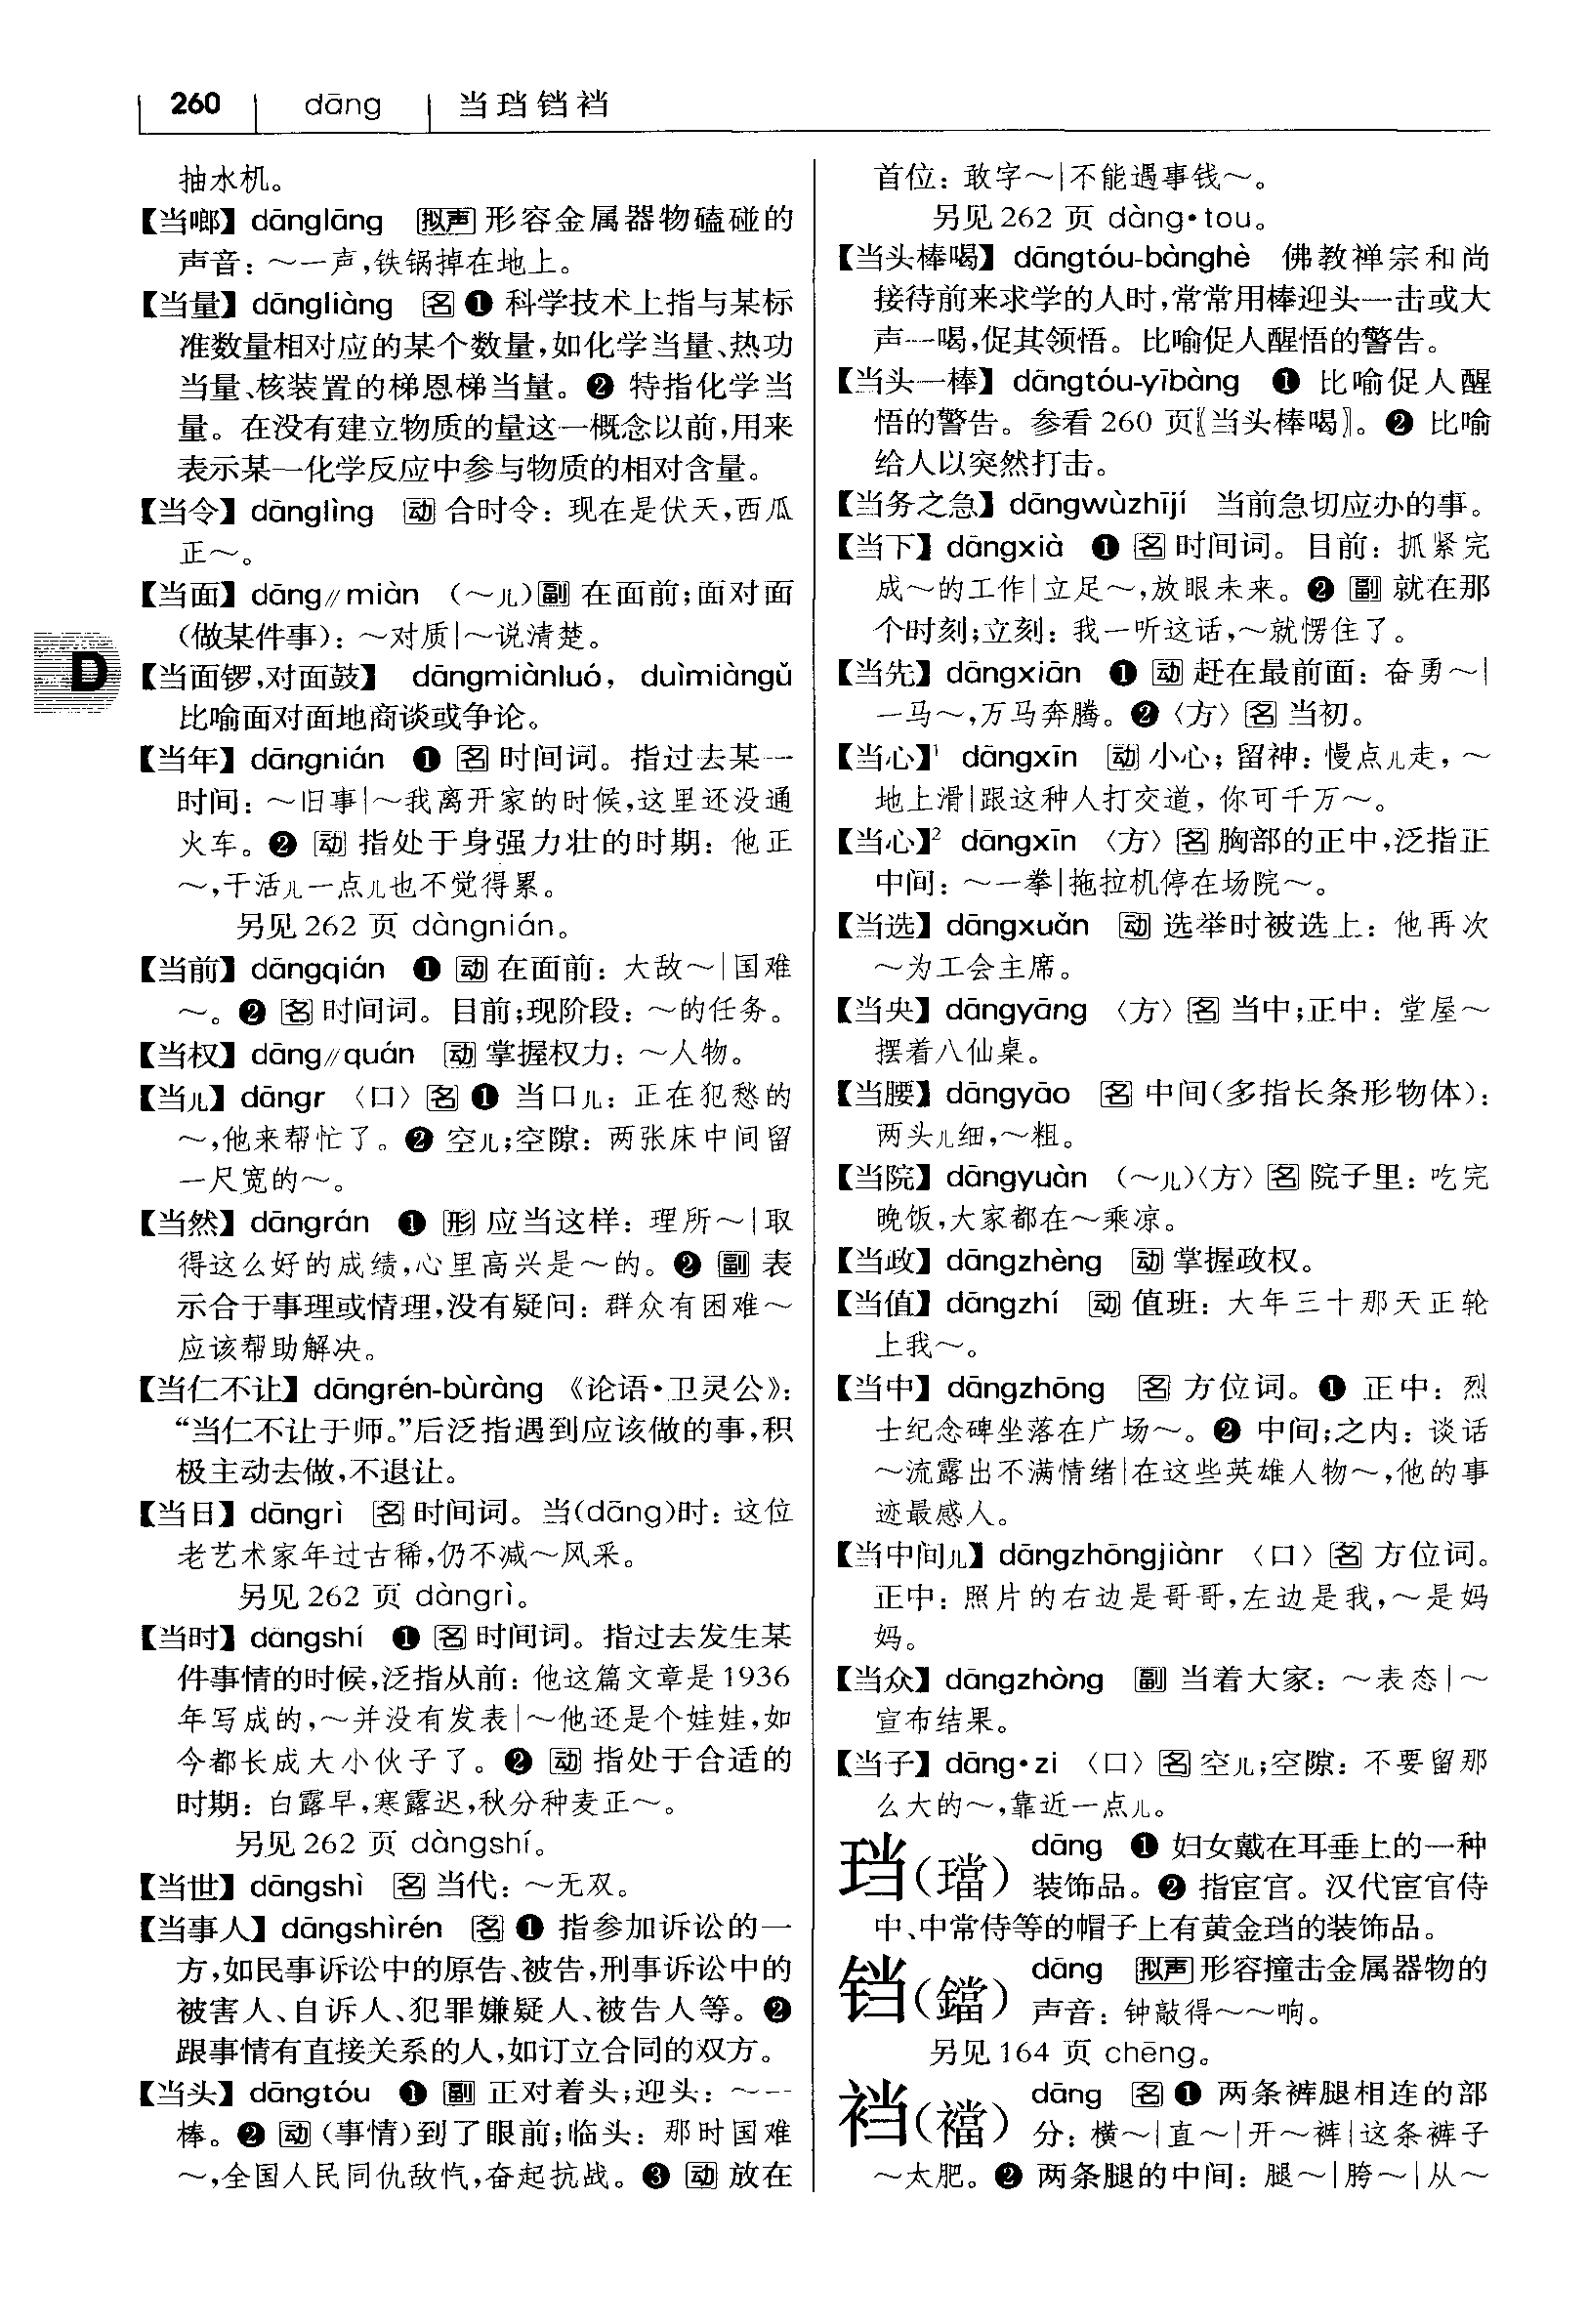 260 dāng 当珰铛裆
抽水机。
【当啷】dānglāng 拟声 形容金属器物磕碰的
声音：～一声,铁锅掉在地上。
【当量】dāngliàng 名 ❶ 科学技术上指与某标
准数量相对应的某个数量,如化学当量、热功
当量、核装置的梯恩梯当量。❷ 特指化学当
量。在没有建立物质的量这一概念以前,用来
表示某一化学反应中参与物质的相对含量。
【当令】dānglìng 动 合时令：现在是伏天,西瓜
正～。
【当面】dāng∥miàn （～儿）副 在面前;面对面
（做某件事）：～对质|～说清楚。
【当面锣,对面鼓】 dāngmiànluó, duìmiàngǔ
比喻面对面地商谈或争论。
【当年】dāngnián ❶ 名 时间词。指过去某一
时间：～旧事|～我离开家的时候,这里还没通
火车。❷ 动 指处于身强力壮的时期：他正
～,干活儿一点儿也不觉得累。
另见262 页 dàngnián。
【当前】dāngqián ❶ 动 在面前：大敌～|国难
～。❷ 名 时间词。目前;现阶段：～的任务。
【当权】dāng∥quán 动 掌握权力：～人物。
【当儿】dāngr 〈口〉名 ❶ 当口儿：正在犯愁的
～,他来帮忙了。❷ 空儿;空隙：两张床中间留
一尺宽的～。
【当然】dāngrán ❶ 形 应当这样：理所～|取
得这么好的成绩,心里高兴是～的。❷ 副 表
示合于事理或情理,没有疑问：群众有困难～
应该帮助解决。
【当仁不让】dāngrén-bùràng 《论语·卫灵公》：
“当仁不让于师。”后泛指遇到应该做的事,积
极主动去做,不退让。
【当日】dāngrì 名 时间词。当(dāng)时：这位
老艺术家年过古稀,仍不减～风采。
另见262 页 dàngrì。
【当时】dāngshí ❶ 名 时间词。指过去发生某
件事情的时候,泛指从前：他这篇文章是1936
年写成的,～并没有发表|～他还是个娃娃,如
今都长成大小伙子了。❷ 动 指处于合适的
时期：白露早,寒露迟,秋分种麦正～。
另见262 页 dàngshí。
【当世】dāngshì 名 当代：～无双。
【当事人】dāngshìrén 名 ❶ 指参加诉讼的一
方,如民事诉讼中的原告、被告,刑事诉讼中的
被害人、自诉人、犯罪嫌疑人、被告人等。❷
跟事情有直接关系的人,如订立合同的双方。
【当头】dāngtóu ❶ 副 正对着头;迎头：～一
棒。❷ 动（事情)到了眼前;临头：那时国难
～,全国人民同仇敌忾,奋起抗战。❸ 动 放在
首位：敢字～|不能遇事钱～。
另见262 页 dàng·tou。
【当头棒喝】dāngtóu-bànghè 佛教禅宗和尚
接待前来求学的人时,常常用棒迎头一击或大
声一喝,促其领悟。比喻促人醒悟的警告。
【当头一棒】dāngtóu-yībàng ❶ 比喻促人醒
悟的警告。参看260 页〖当头棒喝〗。❷ 比喻
给人以突然打击。
【当务之急】dāngwùzhījí 当前急切应办的事。
【当下】dāngxià ❶ 名 时间词。目前：抓紧完
成～的工作|立足～,放眼未来。❷ 副 就在那
个时刻;立刻：我一听这话,～就愣住了。
【当先】dāngxiān ❶ 动 赶在最前面：奋勇～|
一马～,万马奔腾。❷〈方〉名 当初。
【当心】¹ dāngxīn 动 小心；留神：慢点儿走，～
地上滑|跟这种人打交道，你可千万～。
【当心】² dāngxīn 〈方〉名 胸部的正中,泛指正
中间：～一拳|拖拉机停在场院～。
【当选】dāngxuǎn 动 选举时被选上：他再次
～为工会主席。
【当央】dāngyāng 〈方〉名 当中;正中：堂屋～
摆着八仙桌。
【当腰】dāngyāo 名 中间(多指长条形物体)：
两头儿细,～粗。
【当院】dāngyuàn （～儿)〈方〉名 院子里：吃完
晚饭,大家都在～乘凉。
【当政】dāngzhèng 动 掌握政权。
【当值】dāngzhí 动 值班：大年三十那天正轮
上我～。
【当中】dāngzhōng 名 方位词。❶ 正中：烈
士纪念碑坐落在广场～。❷ 中间;之内：谈话
～流露出不满情绪|在这些英雄人物～,他的事
迹最感人。
【当中间儿】dāngzhōngjiànr 〈口〉名 方位词。
正中：照片的右边是哥哥,左边是我,～是妈
妈。
【当众】dāngzhòng 副 当着大家：～表态|～
宣布结果。
【当子】dāng·zi 〈口〉名 空儿;空隙：不要留那
么大的～,靠近一点儿。
珰(璫) dāng ❶ 妇女戴在耳垂上的一种
装饰品。❷ 指宦官。汉代宦官侍
中、中常侍等的帽子上有黄金珰的装饰品。
铛(鐺) dāng 拟声 形容撞击金属器物的
声音：钟敲得～～响。
另见164 页 chēng。
裆(襠) dāng 名 ❶ 两条裤腿相连的部
分：横～|直～|开～裤|这条裤子
～太肥。❷ 两条腿的中间：腿～|胯～|从～
D